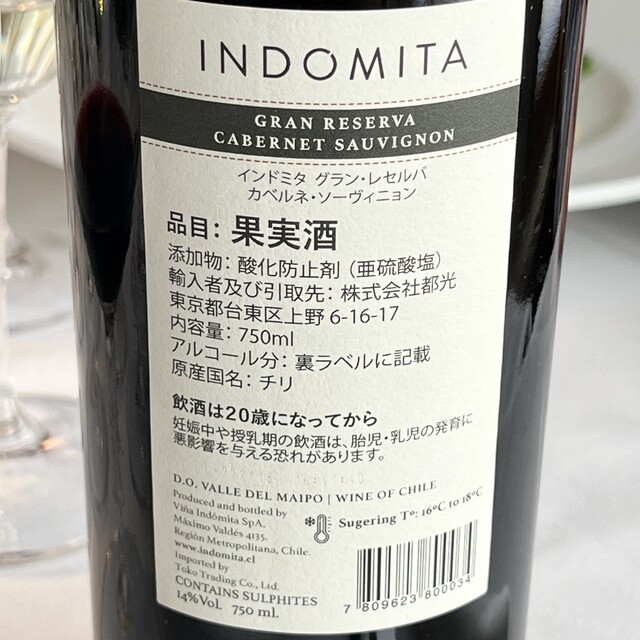 INDOMITA
GRAN RESERVA
CABERNET SAUVIGNON
インドミタ グラン・レセルバ
カベルネ・ソーヴィニョン
品目: 果実酒
添加物: 酸化防止剤 (亜硫酸塩)
輸入者及び引取先: 株式会社都光
東京都台東区上野 6-16-17
内容量: 750ml
アルコール分: 裏ラベルに記載
原産国名: チリ
飲酒は20歳になってから
妊娠中や授乳期の飲酒は、胎児・乳児の発育に
悪影響を与える恐れがあります。
D.O. VALLE DEL MAIPO | WINE OF CHILE
Produced and bottled by
Viña Indómita SpA.
Máximo Valdés 4135.
Región Metropolitana, Chile.
www.indomita.cl
Imported by
Toko Trading Co., Ltd.
CONTAINS SULPHITES
14%Vol. 750 ml.
Sugering Tº: 16ºC to 18ºC
7 809623 800034